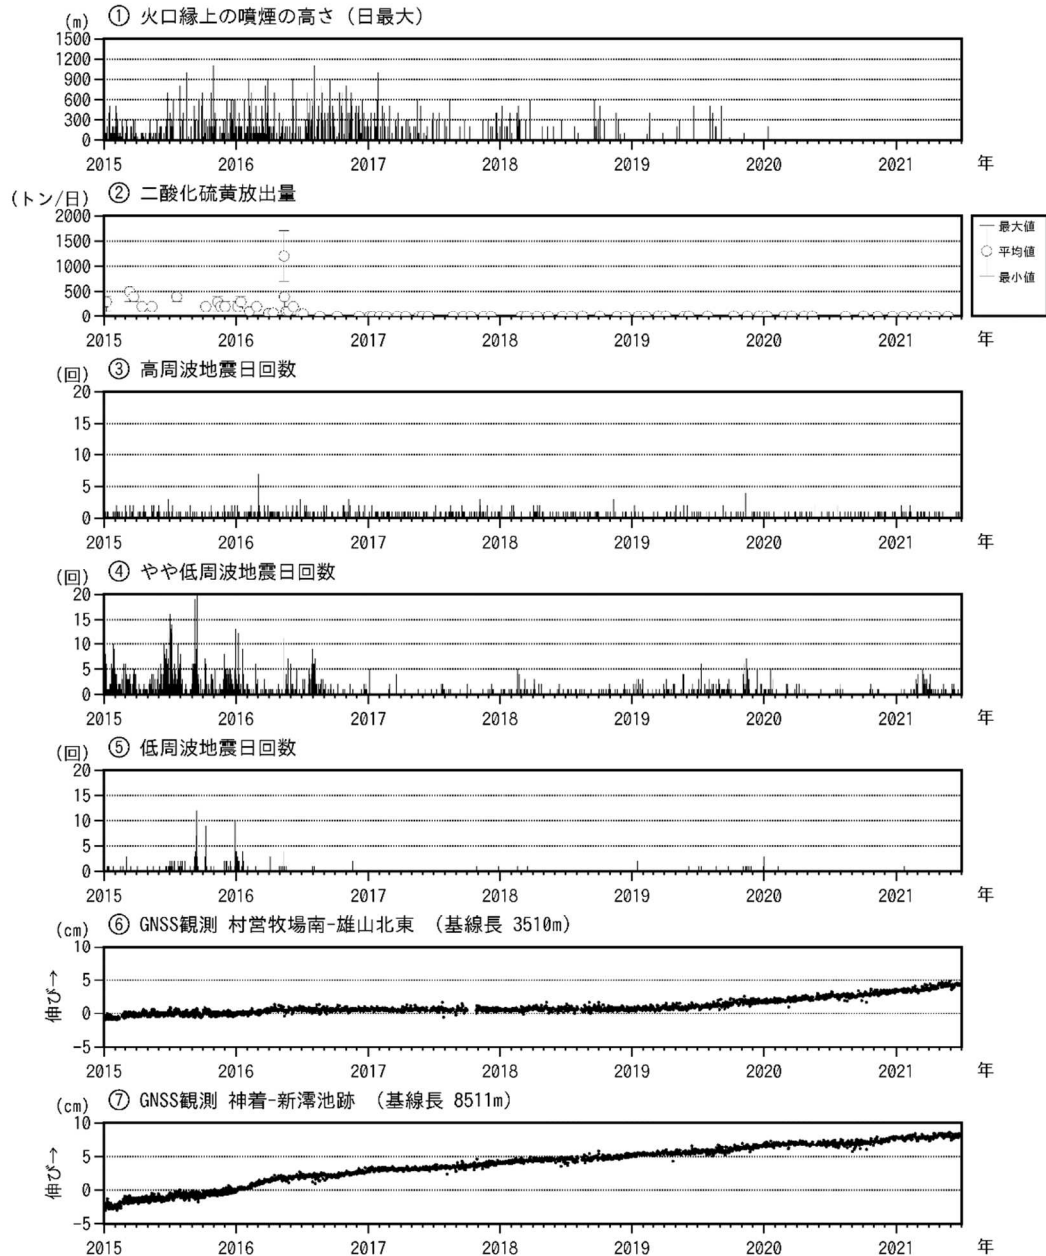 (m) ① 火口縁上の噴煙の高さ(日最大)
1500
1200
900
600
300
0
2015 2016 2017 2018 2019 2020 2021 年
(トン/日) ② 二酸化硫黄放出量
2000
1500
1000
500
0
最大値
平均値
最小値
2015 2016 2017 2018 2019 2020 2021 年
(回) ③ 高周波地震日回数
20
15
10
5
0
2015 2016 2017 2018 2019 2020 2021 年
(回) ④ やや低周波地震日回数
20
15
10
5
0
2015 2016 2017 2018 2019 2020 2021 年
(回) ⑤ 低周波地震日回数
20
15
10
5
0
2015 2016 2017 2018 2019 2020 2021 年
(cm) ⑥ GNSS観測 村営牧場南-雄山北東 (基線長 3510m)
10
5
0
-5
伸び→
2015 2016 2017 2018 2019 2020 2021 年
(cm) ⑦ GNSS観測 神着-新澪池跡 (基線長 8511m)
10
5
0
-5
伸び→
2015 2016 2017 2018 2019 2020 2021 年